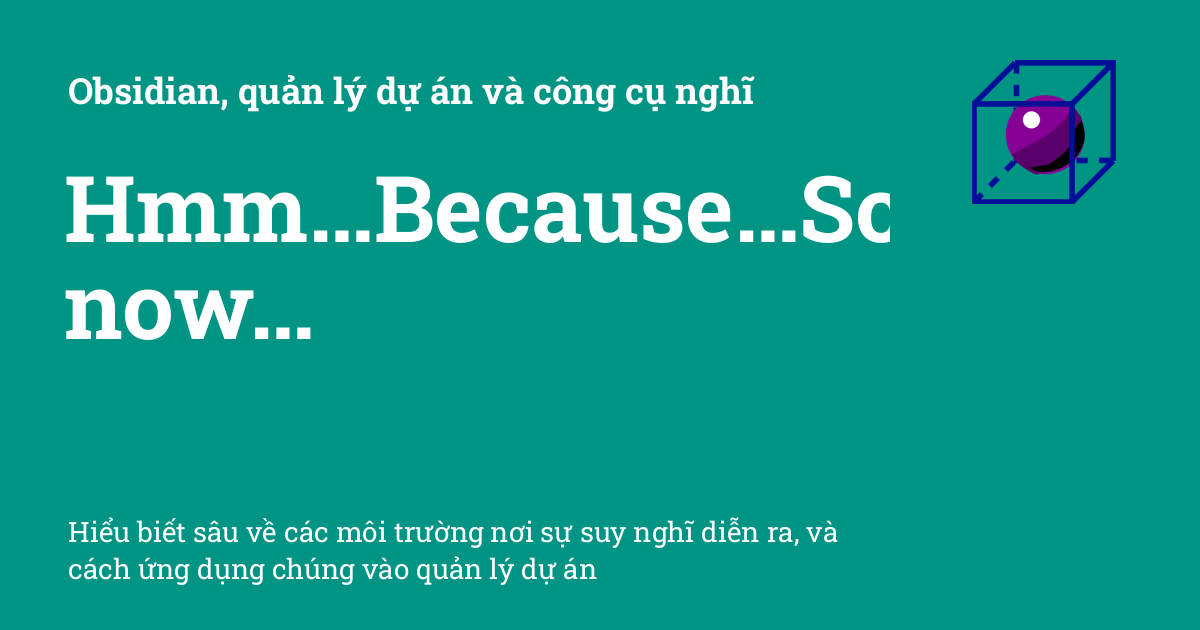 Obsidian, quản lý dự án và công cụ nghĩ
Hmm...Because...So
now...
Hiểu biết sâu về các môi trường nơi sự suy nghĩ diễn ra, và
cách ứng dụng chúng vào quản lý dự án